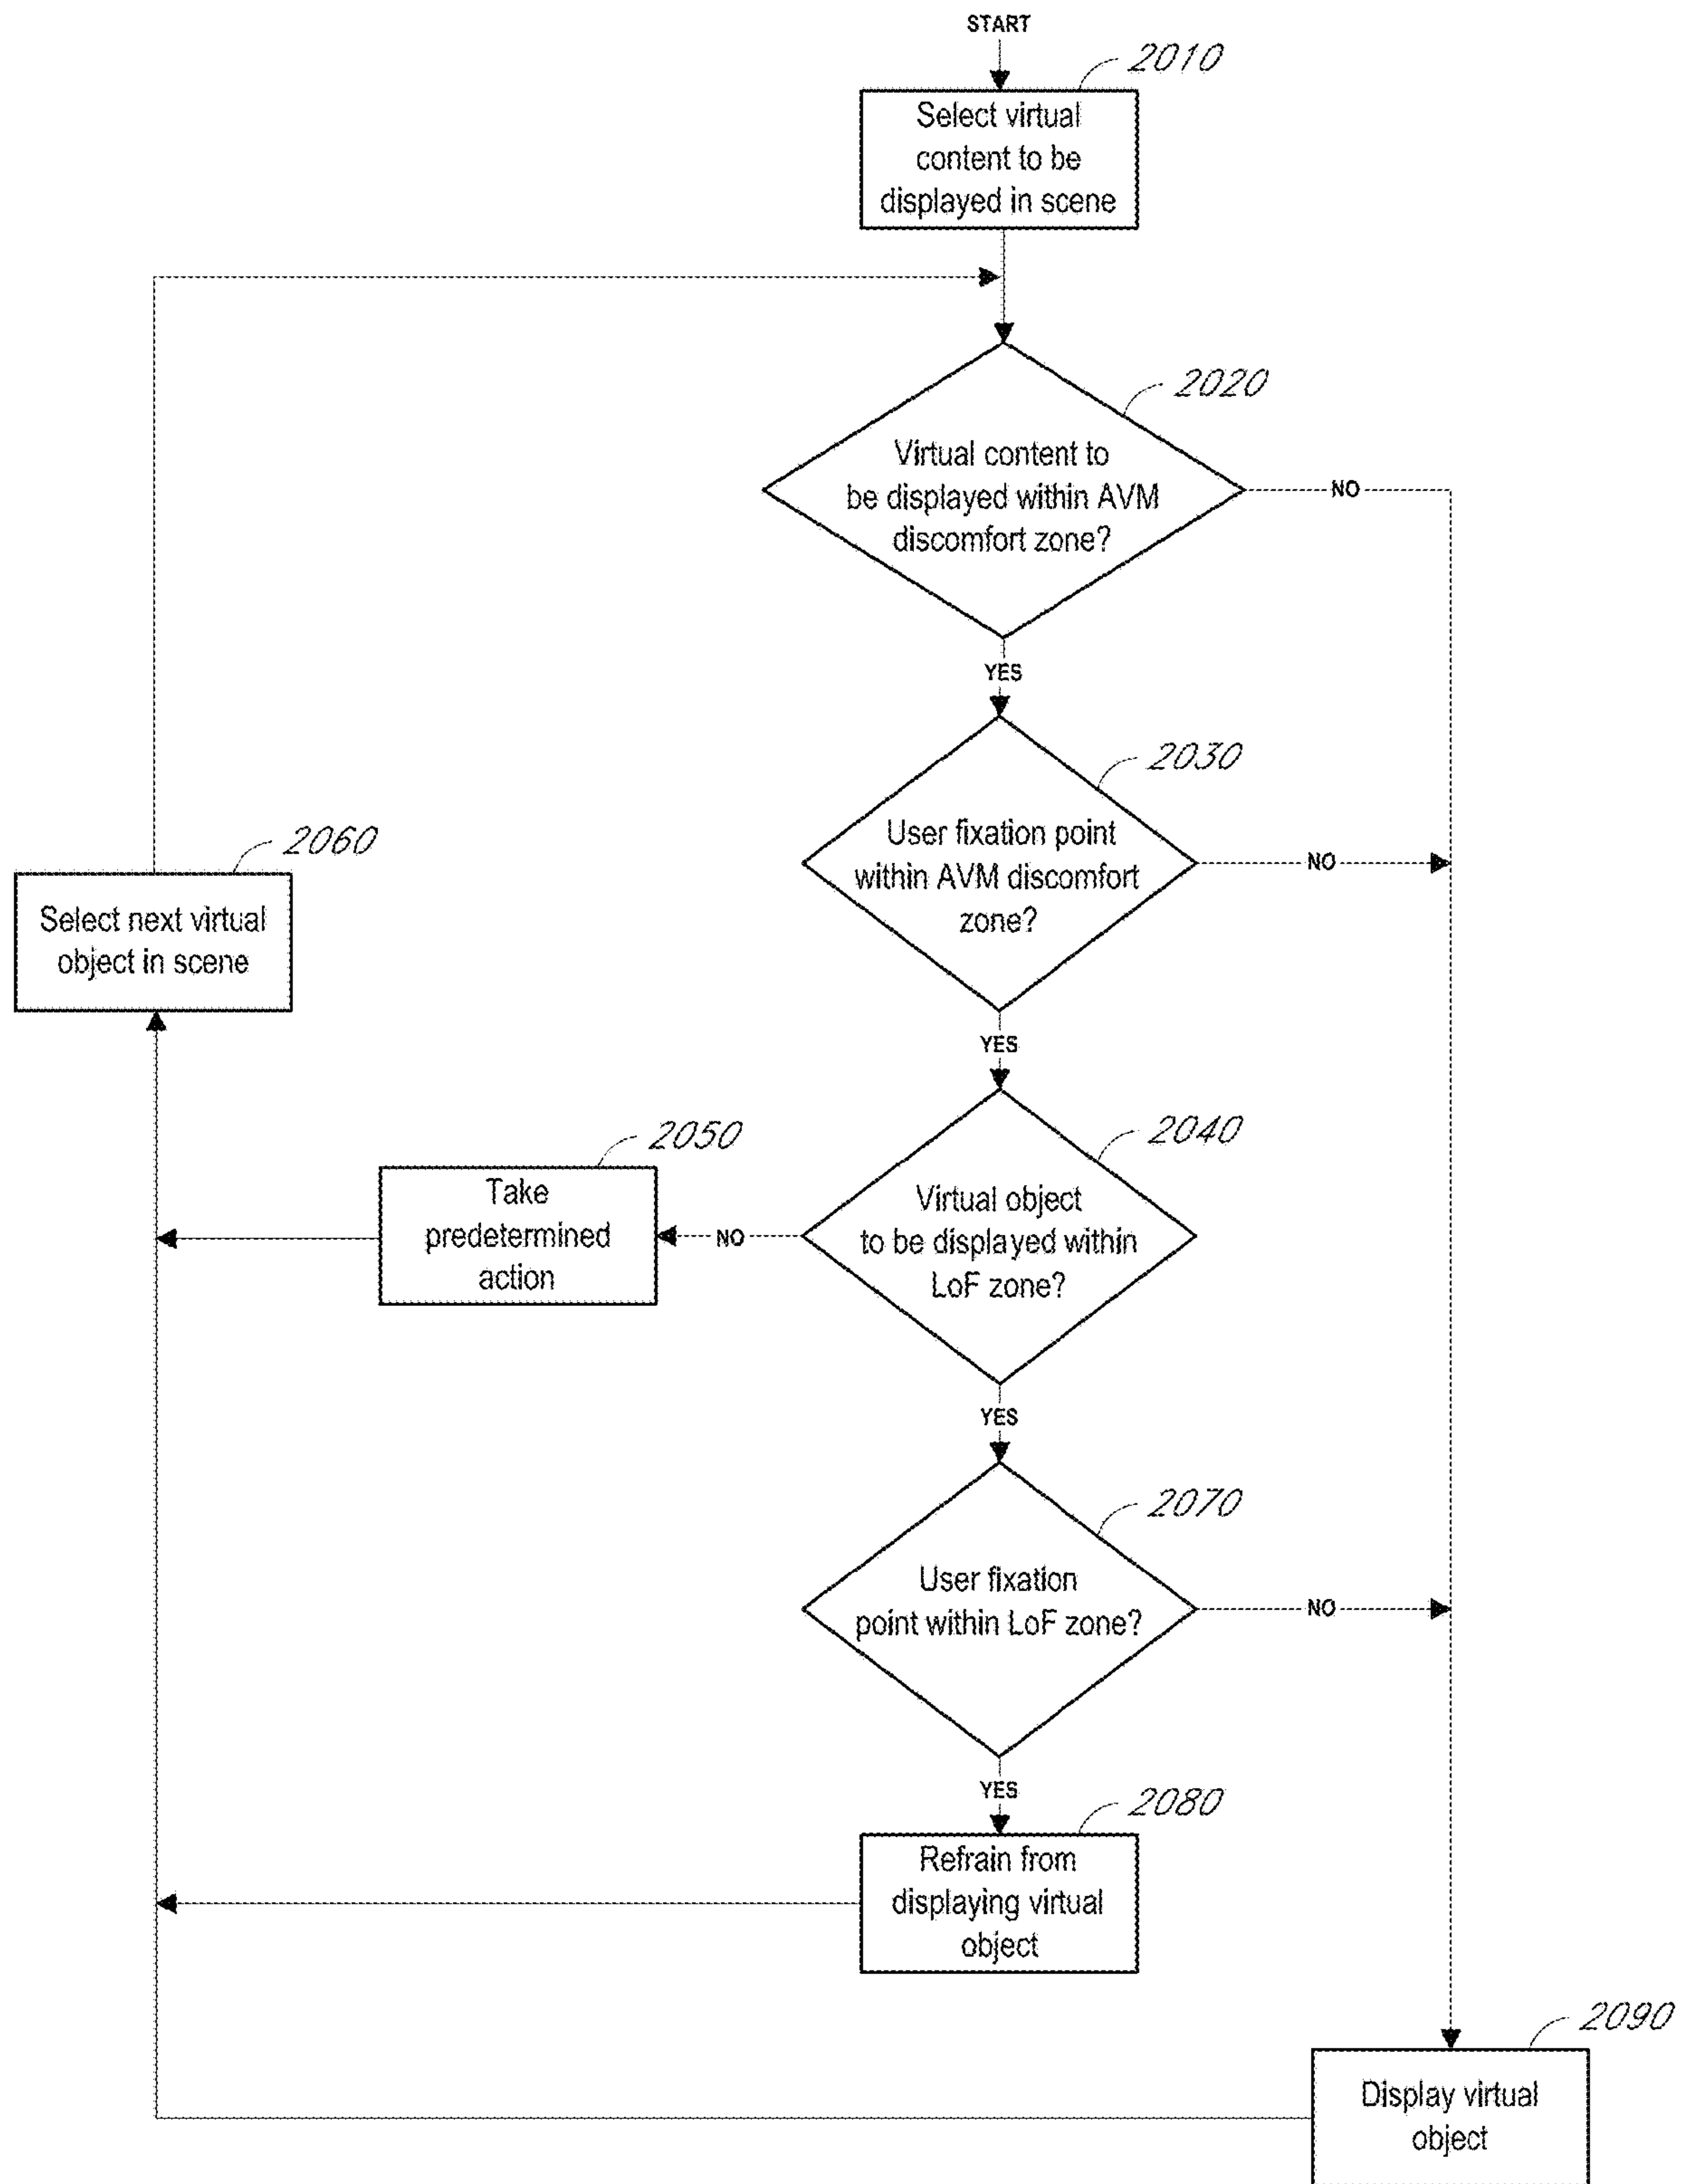 START
2010
Select virtual
content to be
displayed in scene
2020
Virtual content to
be displayed within AVM
discomfort zone?
NO
YES
2030
User fixation point
within AVM discomfort
zone?
NO
2060
Select next virtual
object in scene
YES
2040
Virtual object
to be displayed within
LoF zone?
2050
Take
predetermined
action
NO
YES
2070
User fixation
point within LoF zone?
NO
YES
2080
Refrain from
displaying virtual
object
2090
Display virtual
object